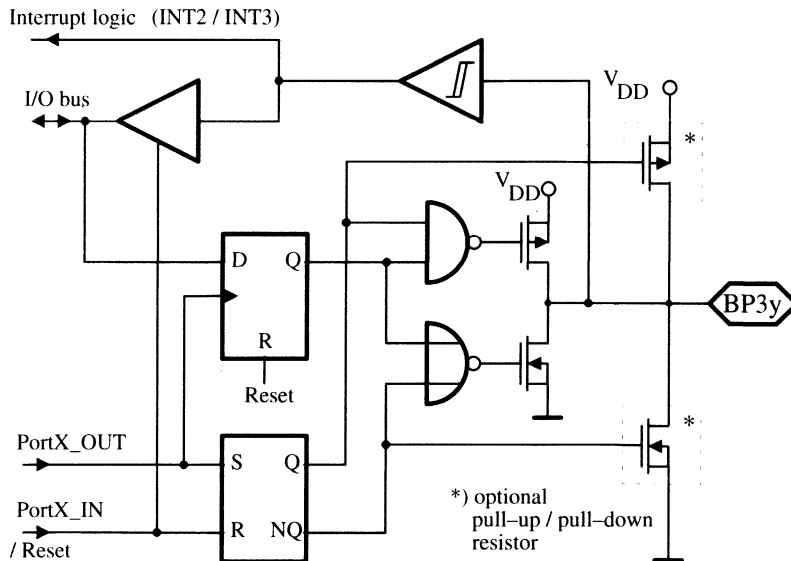 Interrupt logic (INT2 / INT3)
I/O bus
V DD
*
V DD
D Q
R
Reset
BP3y
PortX_OUT
S Q
*
PortX_IN
/ Reset
R NQ
*) optional
pull–up / pull–down
resistor